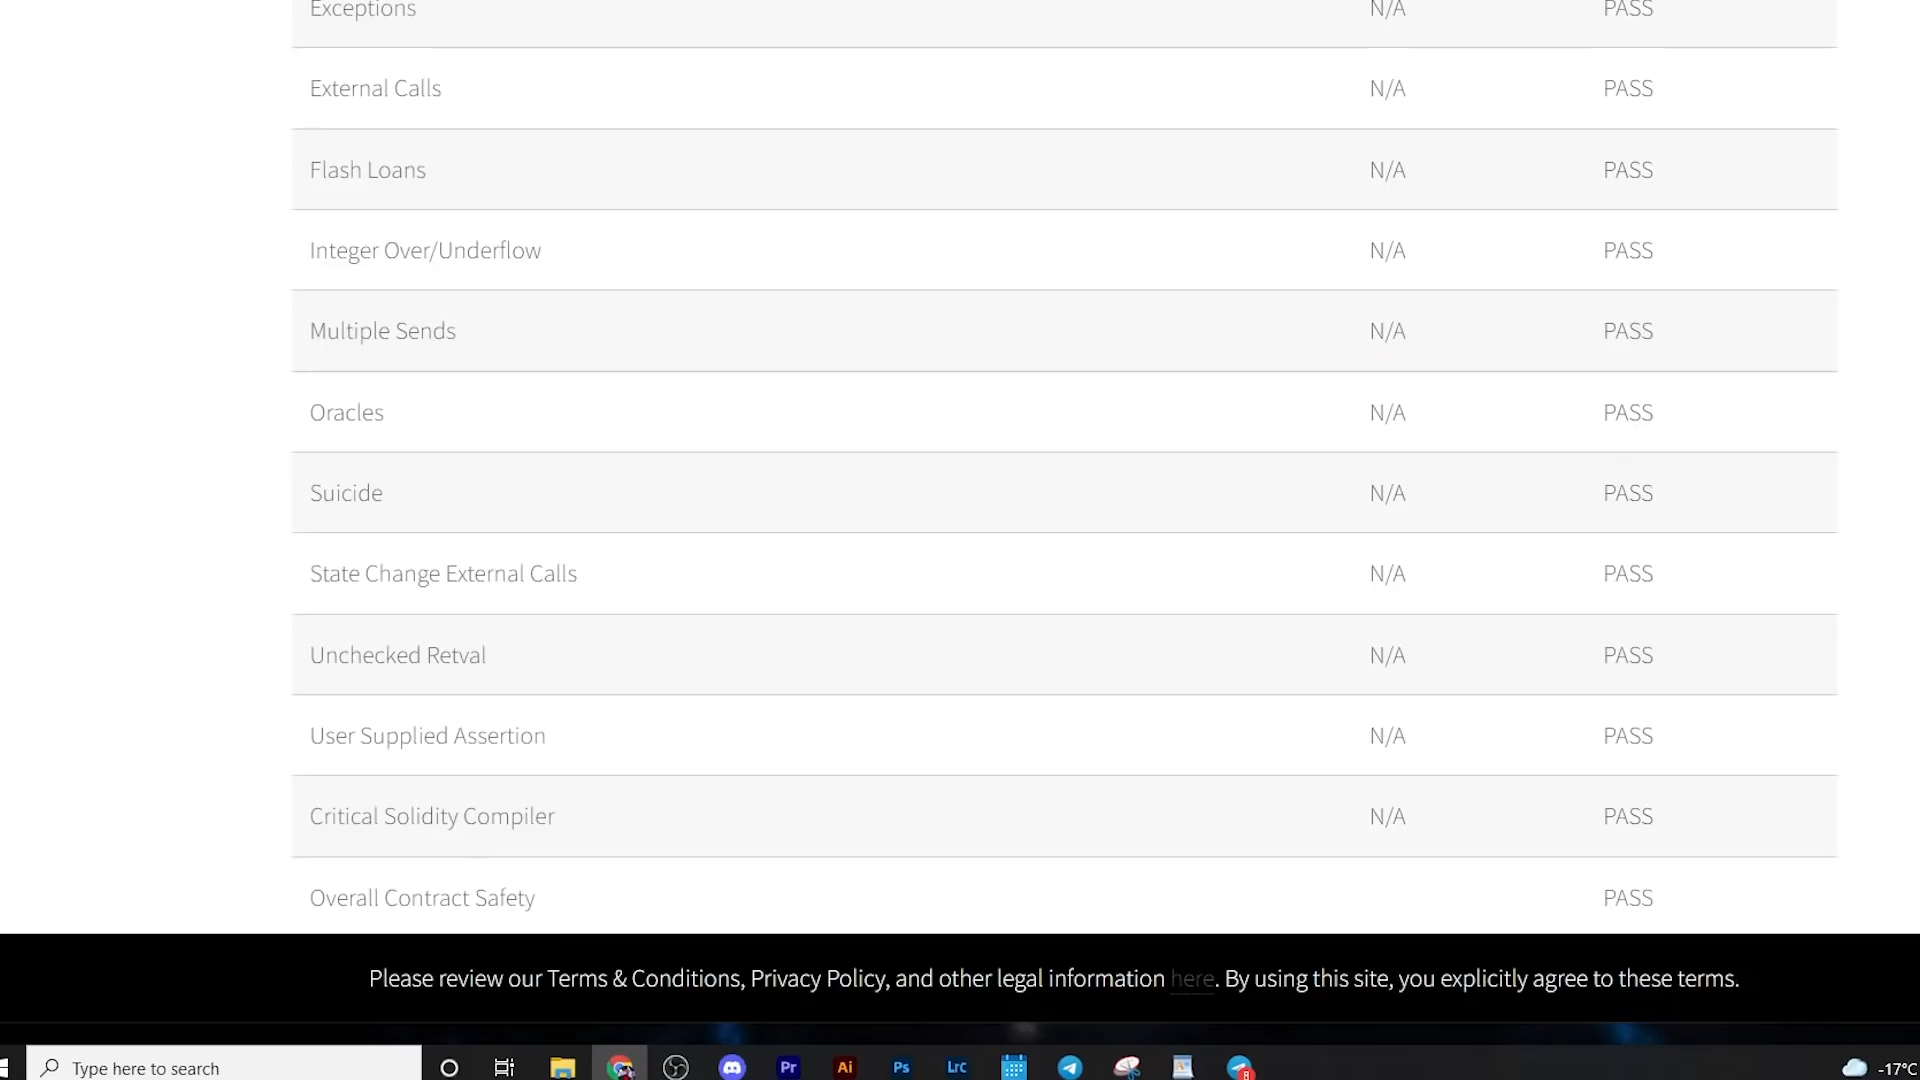 Exceptions N/A PASS
External Calls N/A PASS
Flash Loans N/A PASS
Integer Over/Underflow N/A PASS
Multiple Sends N/A PASS
Oracles N/A PASS
Suicide N/A PASS
State Change External Calls N/A PASS
Unchecked Retval N/A PASS
User Supplied Assertion N/A PASS
Critical Solidity Compiler N/A PASS
Overall Contract Safety PASS
Please review our Terms & Conditions, Privacy Policy, and other legal information here. By using this site, you explicitly agree to these terms.
Type here to search Pr Ai Ps LrC 8 -17°C